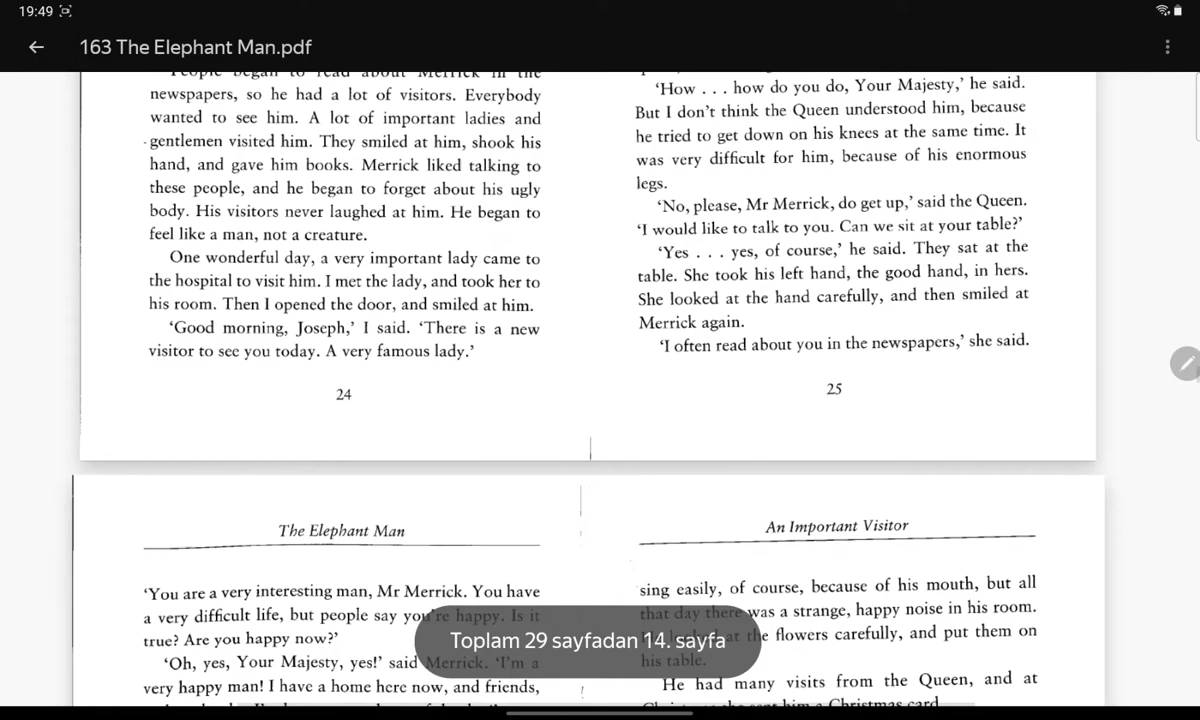 19:49
163 The Elephant Man.pdf
People began to read about Merrick in the
newspapers, so he had a lot of visitors. Everybody
wanted to see him. A lot of important ladies and
gentlemen visited him. They smiled at him, shook his
hand, and gave him books. Merrick liked talking to
these people, and he began to forget about his ugly
body. His visitors never laughed at him. He began to
feel like a man, not a creature.
One wonderful day, a very important lady came to
the hospital to visit him. I met the lady, and took her to
his room. Then I opened the door, and smiled at him.
‘Good morning, Joseph,’ I said. ‘There is a new
visitor to see you today. A very famous lady.’
24
‘How . . . how do you do, Your Majesty,’ he said.
But I don’t think the Queen understood him, because
he tried to get down on his knees at the same time. It
was very difficult for him, because of his enormous
legs.
‘No, please, Mr Merrick, do get up,’ said the Queen.
‘I would like to talk to you. Can we sit at your table?’
‘Yes . . . yes, of course,’ he said. They sat at the
table. She took his left hand, the good hand, in hers.
She looked at the hand carefully, and then smiled at
Merrick again.
‘I often read about you in the newspapers,’ she said.
25
The Elephant Man
‘You are a very interesting man, Mr Merrick. You have
a very difficult life, but people say you’re happy. Is it
true? Are you happy now?’
‘Oh, yes, Your Majesty, yes!’ said Merrick. ‘I’m a
very happy man! I have a home here now, and friends,
An Important Visitor
sing easily, of course, because of his mouth, but all
that day there was a strange, happy noise in his room.
at the flowers carefully, and put them on
his table.
He had many visits from the Queen, and at
she sent him a Christmas card
Toplam 29 sayfadan 14. sayfa